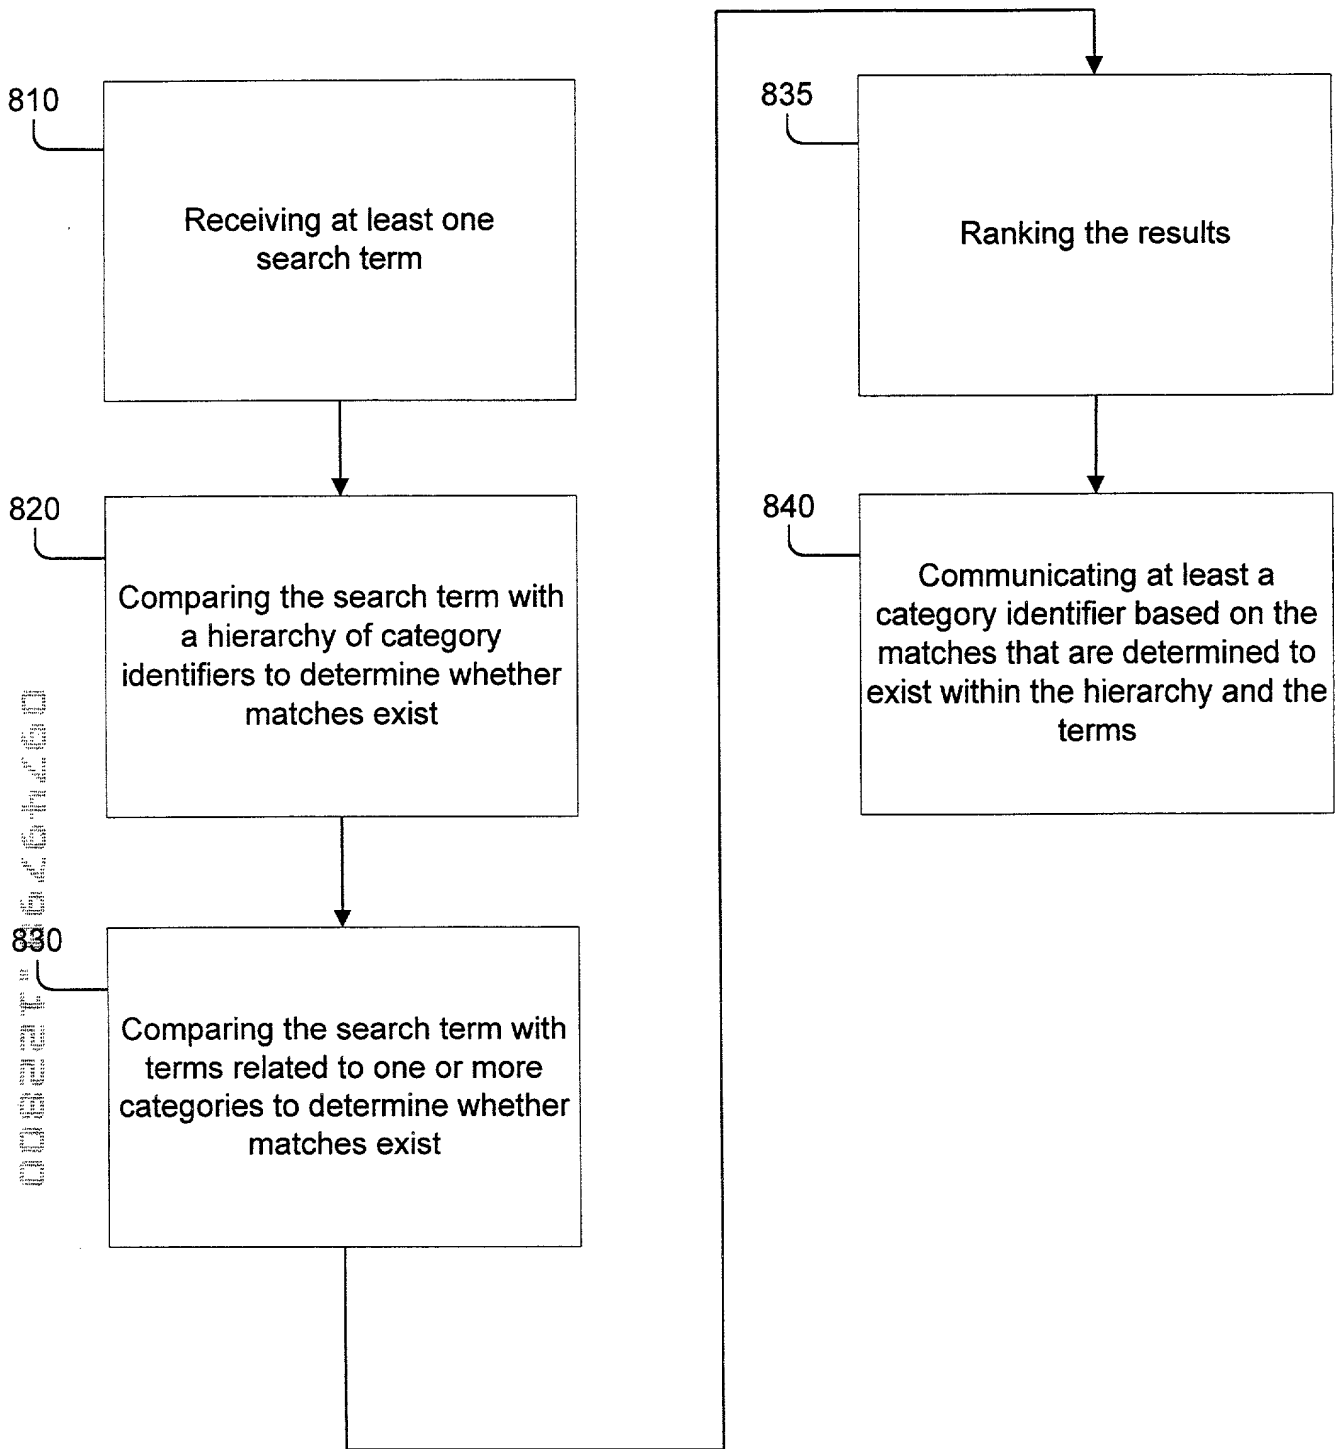 810
Receiving at least one
search term
820
Comparing the search term with
a hierarchy of category
identifiers to determine whether
matches exist
830
Comparing the search term with
terms related to one or more
categories to determine whether
matches exist
835
Ranking the results
840
Communicating at least a
category identifier based on the
matches that are determined to
exist within the hierarchy and the
terms